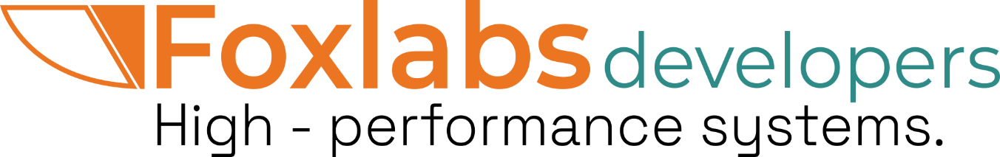 Foxlabs developers
High - performance systems.